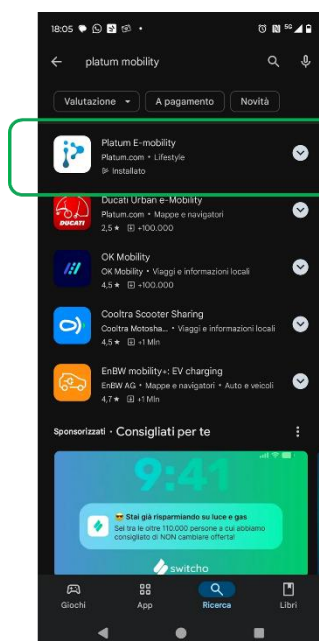 18:05
5G
platum mobility
Valutazione
A pagamento
Novità
Platum E-mobility
Platum.com • Lifestyle
Installato
DUCATI
Ducati Urban e-Mobility
Platum.com • Mappe e navigatori
2,5 ★ +100.000
OK Mobility
OK Mobility • Viaggi e informazioni locali
4,5 ★ +100.000
Cooltra Scooter Sharing
Cooltra Motosha... • Viaggi e informazioni locali
4,5 ★ +1 Mln
EnBW mobility+: EV charging
EnBW AG • Mappe e navigatori • Auto e veicoli
4,7 ★ +1 Mln
Sponsorizzati • Consigliati per te
9:41
Stai già risparmiando su luce e gas
Sei tra le oltre 110.000 persone a cui abbiamo
consigliato di NON cambiare offerta!
switcho
Giochi
App
Ricerca
Libri